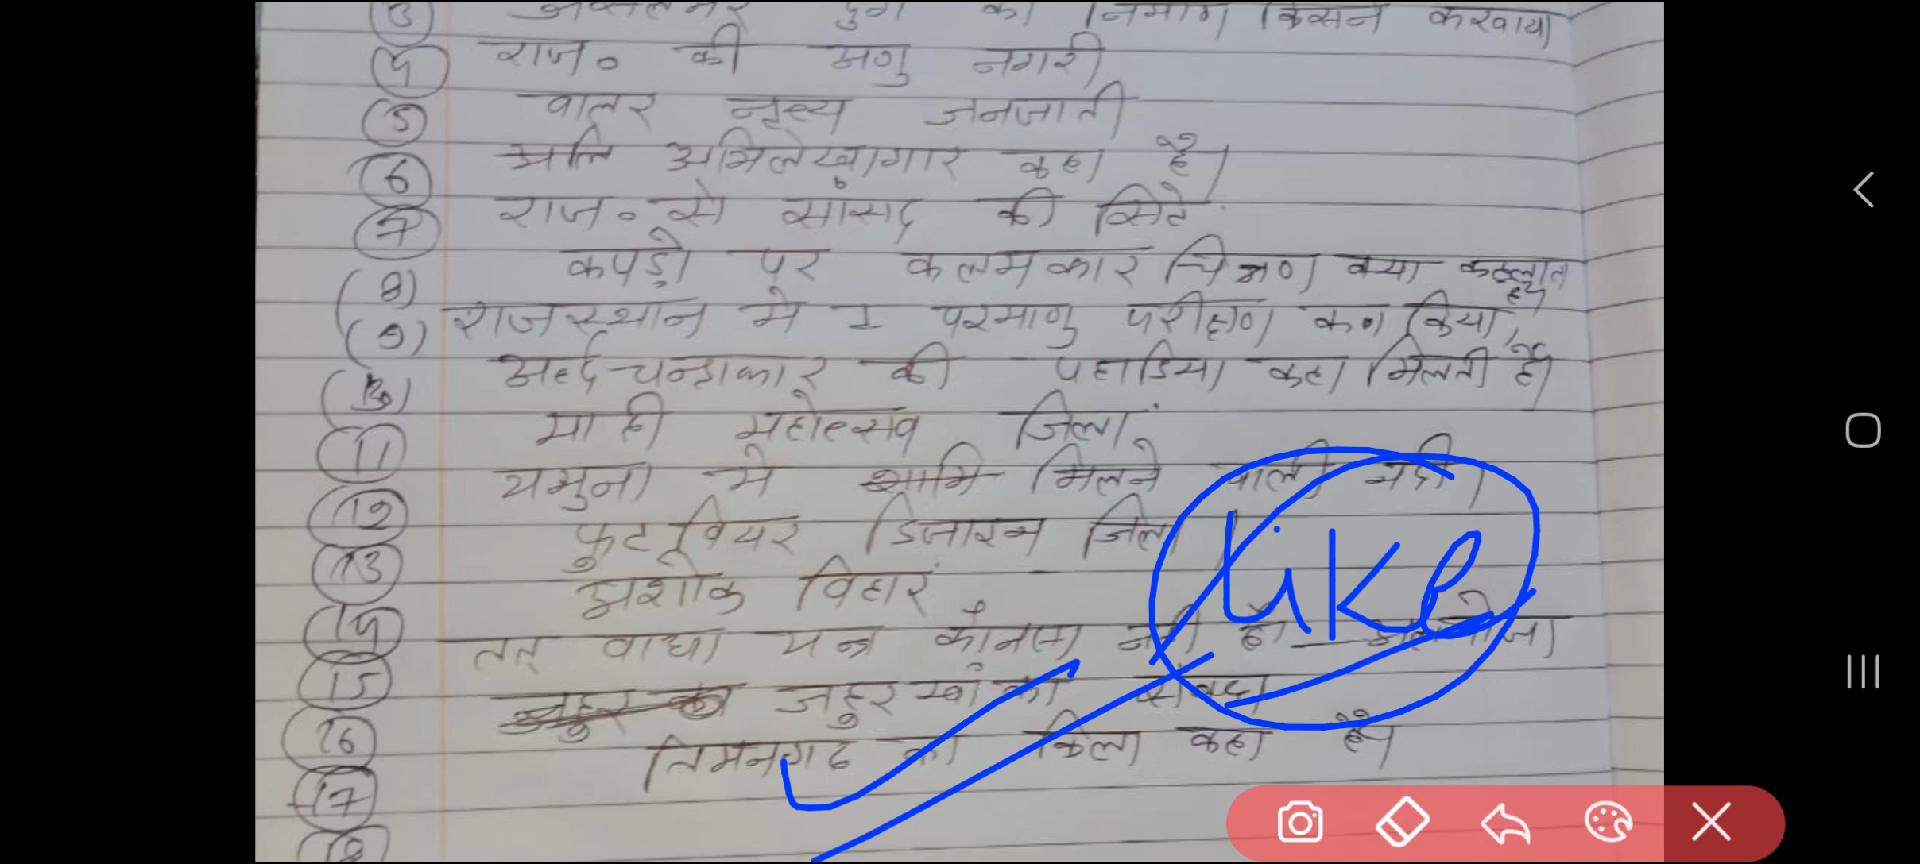 ③ दुर्ग का निर्माण किसने करवाया
④ राज० की अणु नगरी
⑤ वालर नृत्य जनजाती
⑥ अभिलेखागार कहा है।
⑦ राज० से सांसद की सिटे
(8) कपड़ो पर कलमकार चित्रण क्या कहलाता है
(9) राजस्थान मे I परमाणु परीक्षण कब किया
(10) अर्द्धचन्द्राकार की पहाडिया कहा मिलती है।
⑪ माही महोत्सव जिला
⑫ यमुना मे मिलने वाली नदी।
⑬ फुटवियर डिजाइन जिला
⑭ अशोक विहार
⑮ तत् वाद्य यन्त्र कौनसा नही है
⑯ जहुर खां का संबंध
⑰ तिमनगढ का किला कहा है।
⑱
Like